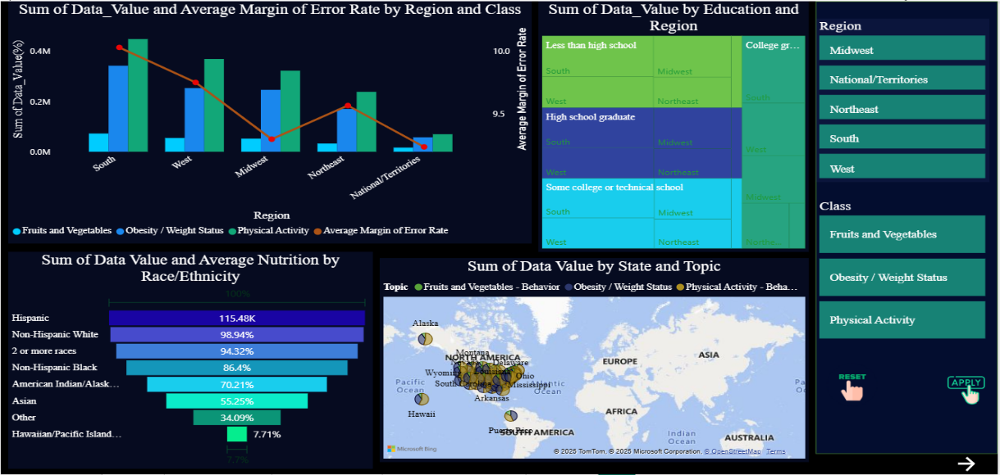 Sum of Data_Value and Average Margin of Error Rate by Region and Class
Sum of Data_Value(%)
0.4M
0.2M
0.0M
Average Margin of Error Rate
10.0
9.5
South
West
Midwest
Northeast
National/Territories
Region
Fruits and Vegetables
Obesity / Weight Status
Physical Activity
Average Margin of Error Rate
Sum of Data_Value by Education and
Region
Less than high school
South
Midwest
West
Northeast
High school graduate
South
Midwest
West
Northeast
Some college or technical school
South
Midwest
West
Northeast
College gr...
South
West
Midwest
Northe...
Region
Midwest
National/Territories
Northeast
South
West
Class
Fruits and Vegetables
Obesity / Weight Status
Physical Activity
RESET
APPLY
Sum of Data Value and Average Nutrition by
Race/Ethnicity
100%
Hispanic
115.48K
Non-Hispanic White
98.94%
2 or more races
94.32%
Non-Hispanic Black
86.4%
American Indian/Alask...
70.21%
Asian
55.25%
Other
34.09%
Hawaiian/Pacific Island...
7.71%
7.7%
Sum of Data Value by State and Topic
Topic
Fruits and Vegetables - Behavior
Obesity / Weight Status
Physical Activity - Beha...
Alaska
Montana
NORTH AMERICA
Delaware
Louisiana
Ohio
South Carolina
Mississippi
Arkansas
Pacific
Ocean
Atlantic
Ocean
Hawaii
Puerto Rico
SOUTH AMERICA
EUROPE
ASIA
AFRICA
Indian
Ocean
AUSTRALIA
Microsoft Bing
© 2025 TomTom, © 2025 Microsoft Corporation, © OpenStreetMap
Terms